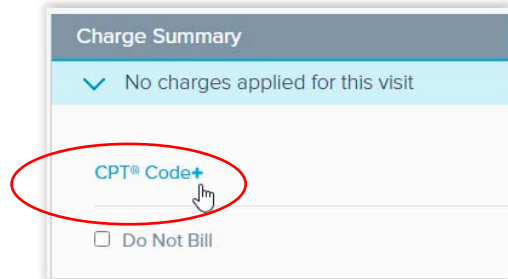 Charge Summary
No charges applied for this visit
CPT® Code+
Do Not Bill